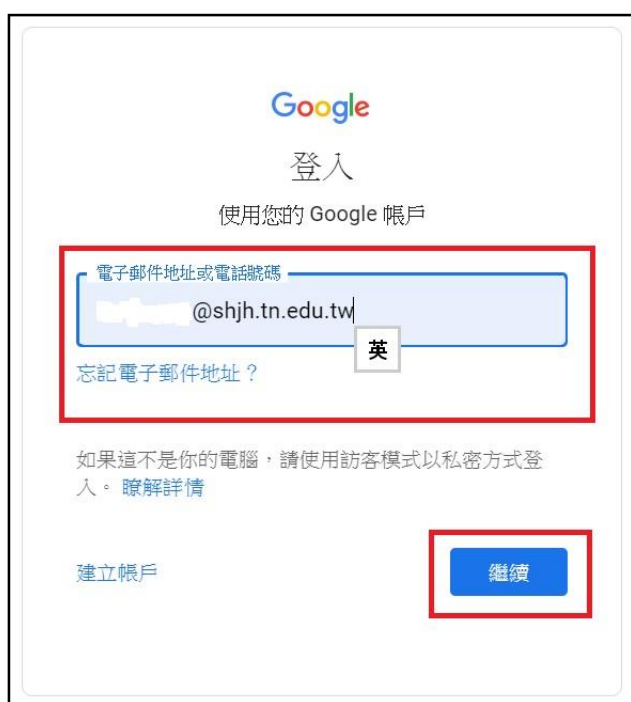 Google
登入
使用您的 Google 帳戶
電子郵件地址或電話號碼
@shjh.tn.edu.tw
英
忘記電子郵件地址？
如果這不是你的電腦，請使用訪客模式以私密方式登
入。瞭解詳情
建立帳戶
繼續